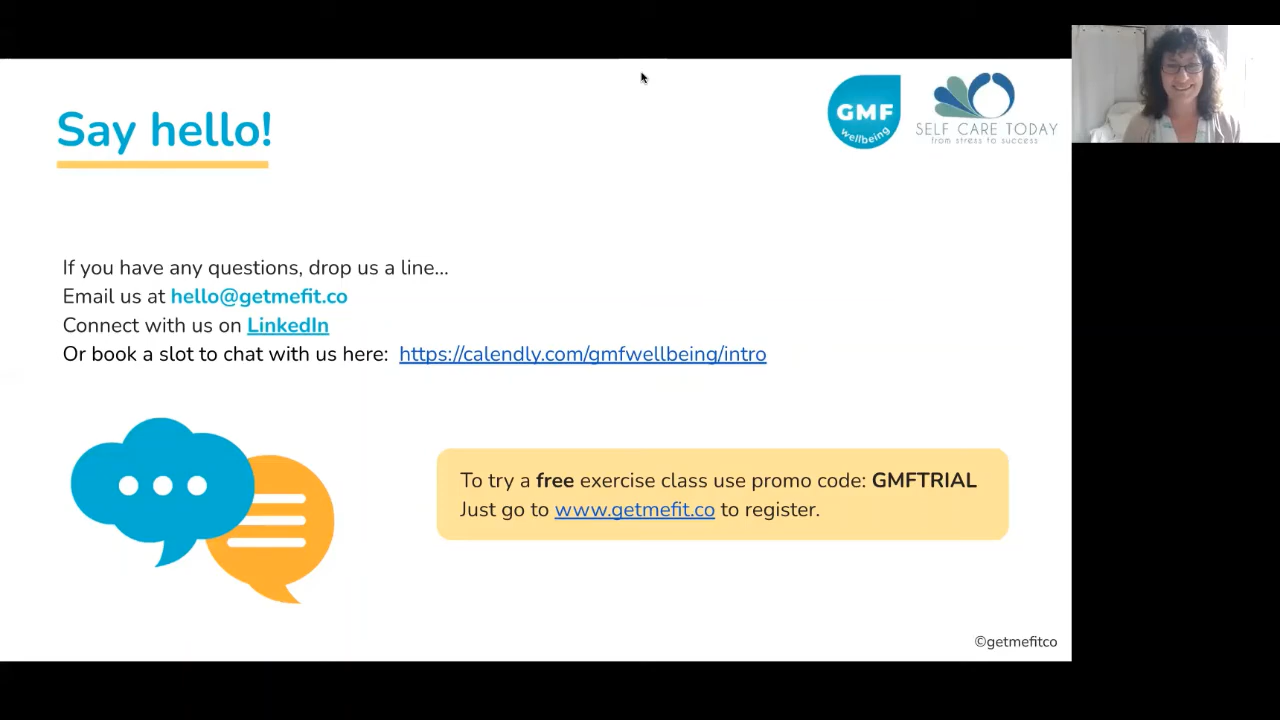 Say hello!
GMF
wellbeing
SELF CARE TODAY
from stress to success
If you have any questions, drop us a line...
Email us at hello@getmefit.co
Connect with us on LinkedIn
Or book a slot to chat with us here: https://calendly.com/gmfwellbeing/intro
To try a free exercise class use promo code: GMFTRIAL
Just go to www.getmefit.co to register.
©getmefitco